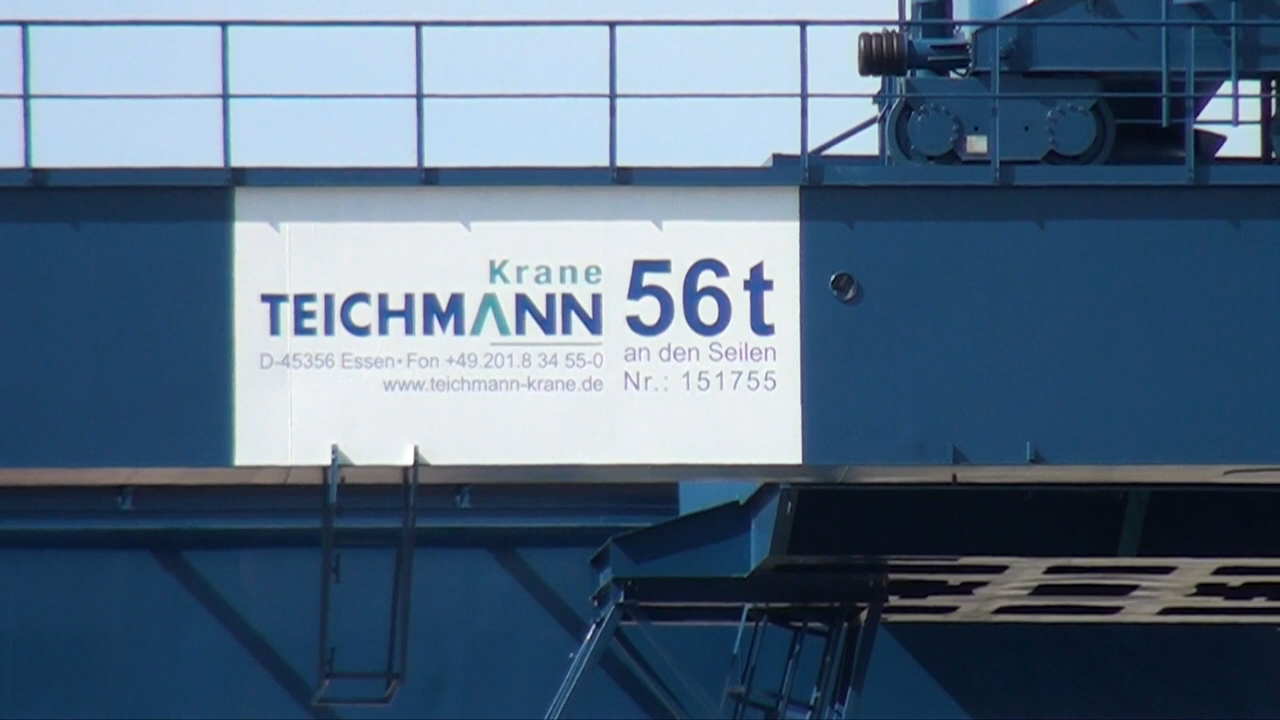 Krane
TEICHMANN
D-45356 Essen•Fon +49.201.8 34 55-0
www.teichmann-krane.de
56t
an den Seilen
Nr.: 151755